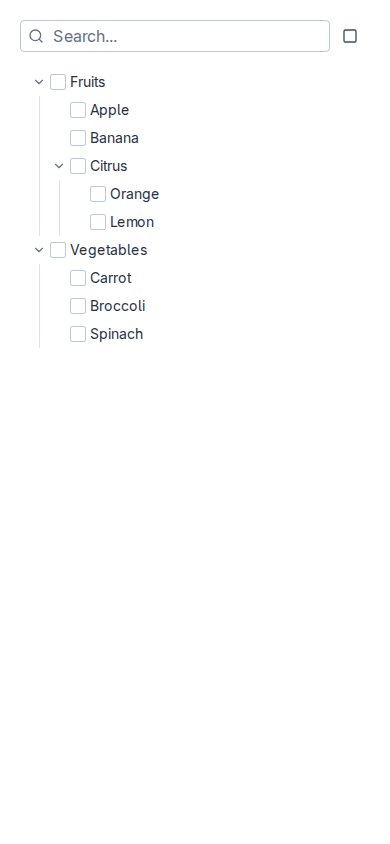 Search...
Fruits
Apple
Banana
Citrus
Orange
Lemon
Vegetables
Carrot
Broccoli
Spinach